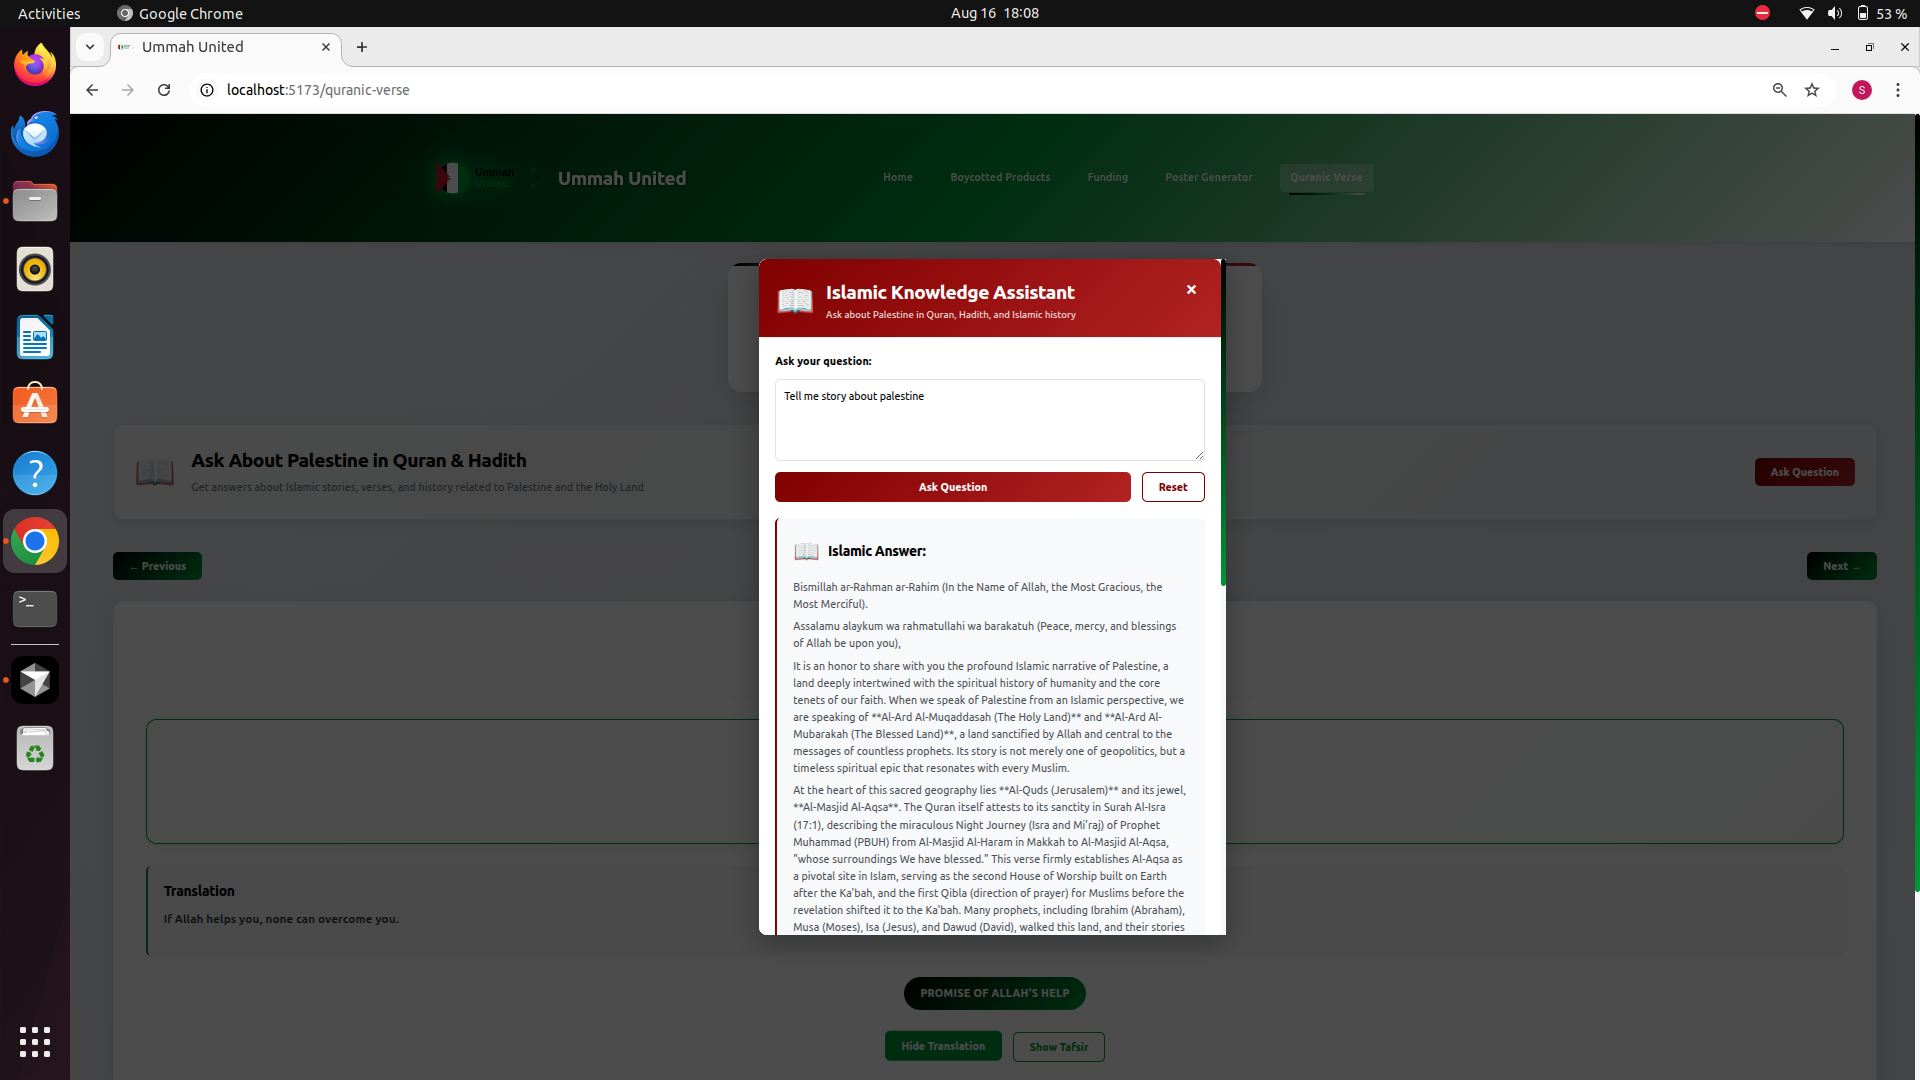 Activities
Google Chrome
Aug 16 18:08
53 %
Ummah United
localhost:5173/quranic-verse
S
Ummah
Ummah United
Home
Boycotted Products
Funding
Poster Generator
Quranic Verse
Islamic Knowledge Assistant
Ask about Palestine in Quran, Hadith, and Islamic history
×
Ask your question:
Tell me story about palestine
Ask Question
Reset
Ask About Palestine in Quran & Hadith
Get answers about Islamic stories, verses, and history related to Palestine and the Holy Land
Ask Question
← Previous
Next →
Islamic Answer:
Bismillah ar-Rahman ar-Rahim (In the Name of Allah, the Most Gracious, the
Most Merciful).
Assalamu alaykum wa rahmatullahi wa barakatuh (Peace, mercy, and blessings
of Allah be upon you),
It is an honor to share with you the profound Islamic narrative of Palestine, a
land deeply intertwined with the spiritual history of humanity and the core
tenets of our faith. When we speak of Palestine from an Islamic perspective, we
are speaking of **Al-Ard Al-Muqaddasah (The Holy Land)** and **Al-Ard Al-
Mubarakah (The Blessed Land)**, a land sanctified by Allah and central to the
messages of countless prophets. Its story is not merely one of geopolitics, but a
timeless spiritual epic that resonates with every Muslim.
At the heart of this sacred geography lies **Al-Quds (Jerusalem)** and its jewel,
**Al-Masjid Al-Aqsa**. The Quran itself attests to its sanctity in Surah Al-Isra
(17:1), describing the miraculous Night Journey (Isra and Mi'raj) of Prophet
Muhammad (PBUH) from Al-Masjid Al-Haram in Makkah to Al-Masjid Al-Aqsa,
"whose surroundings We have blessed." This verse firmly establishes Al-Aqsa as
a pivotal site in Islam, serving as the second House of Worship built on Earth
after the Ka'bah, and the first Qibla (direction of prayer) for Muslims before the
revelation shifted it to the Ka'bah. Many prophets, including Ibrahim (Abraham),
Musa (Moses), Isa (Jesus), and Dawud (David), walked this land, and their stories
Translation
If Allah helps you, none can overcome you.
PROMISE OF ALLAH'S HELP
Hide Translation
Show Tafsir